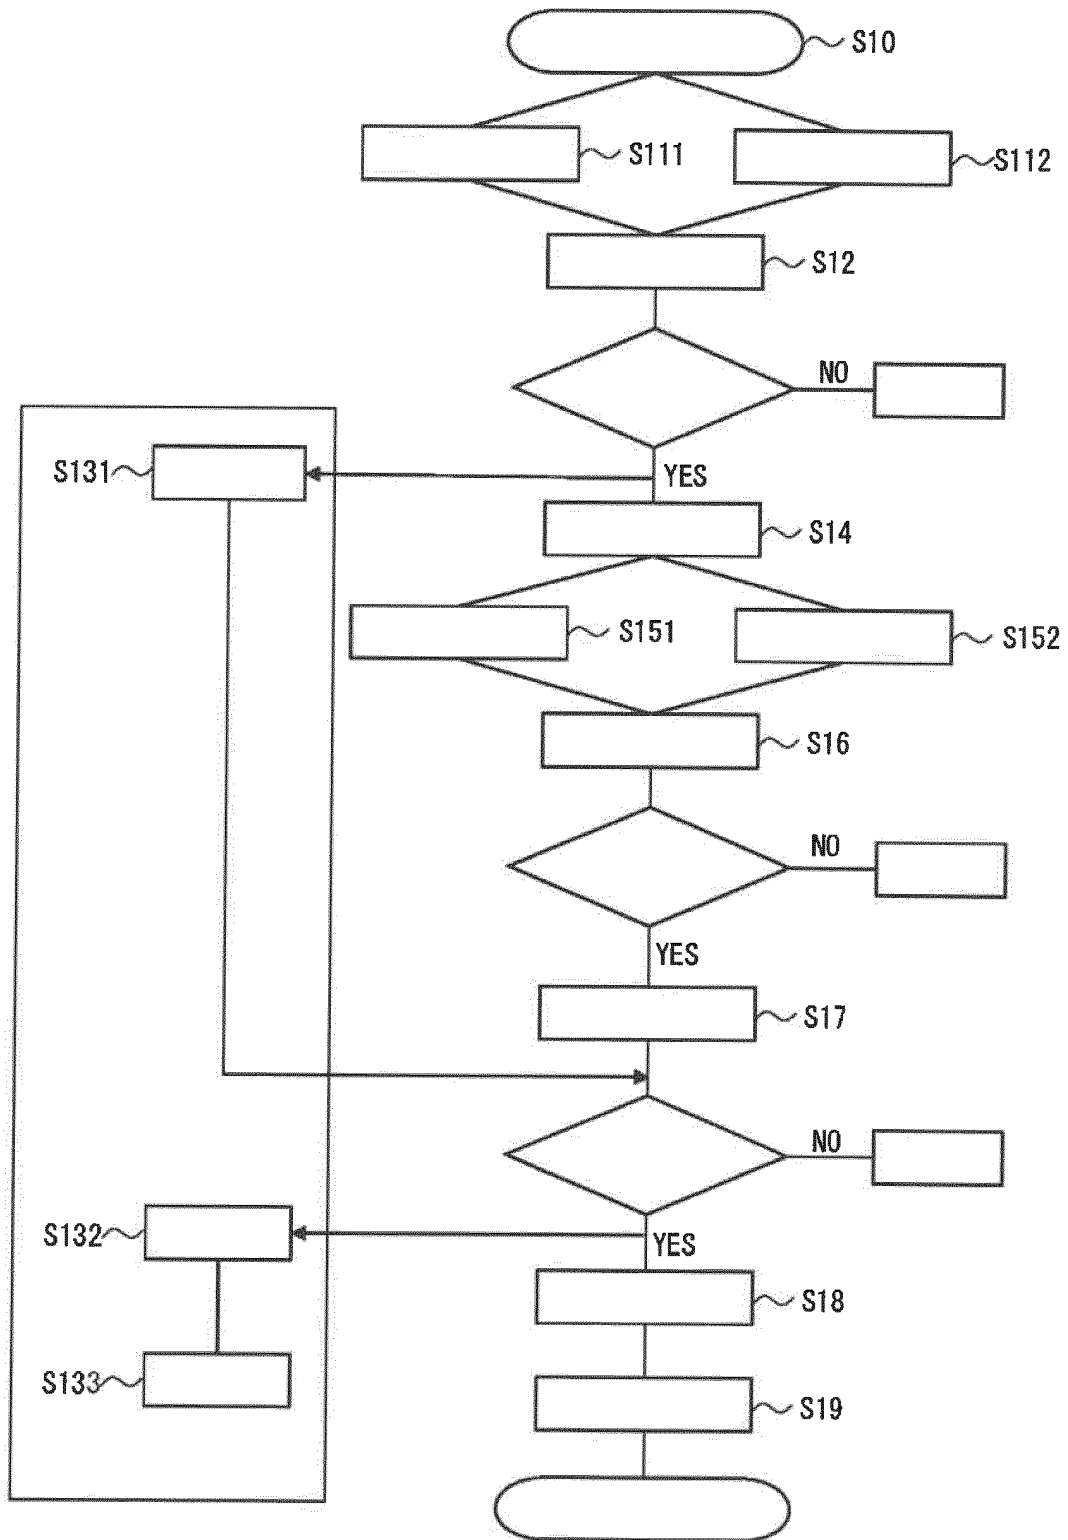 S10
S111
S112
S12
NO
S131
YES
S14
S151
S152
S16
NO
YES
S17
NO
S132
YES
S18
S133
S19